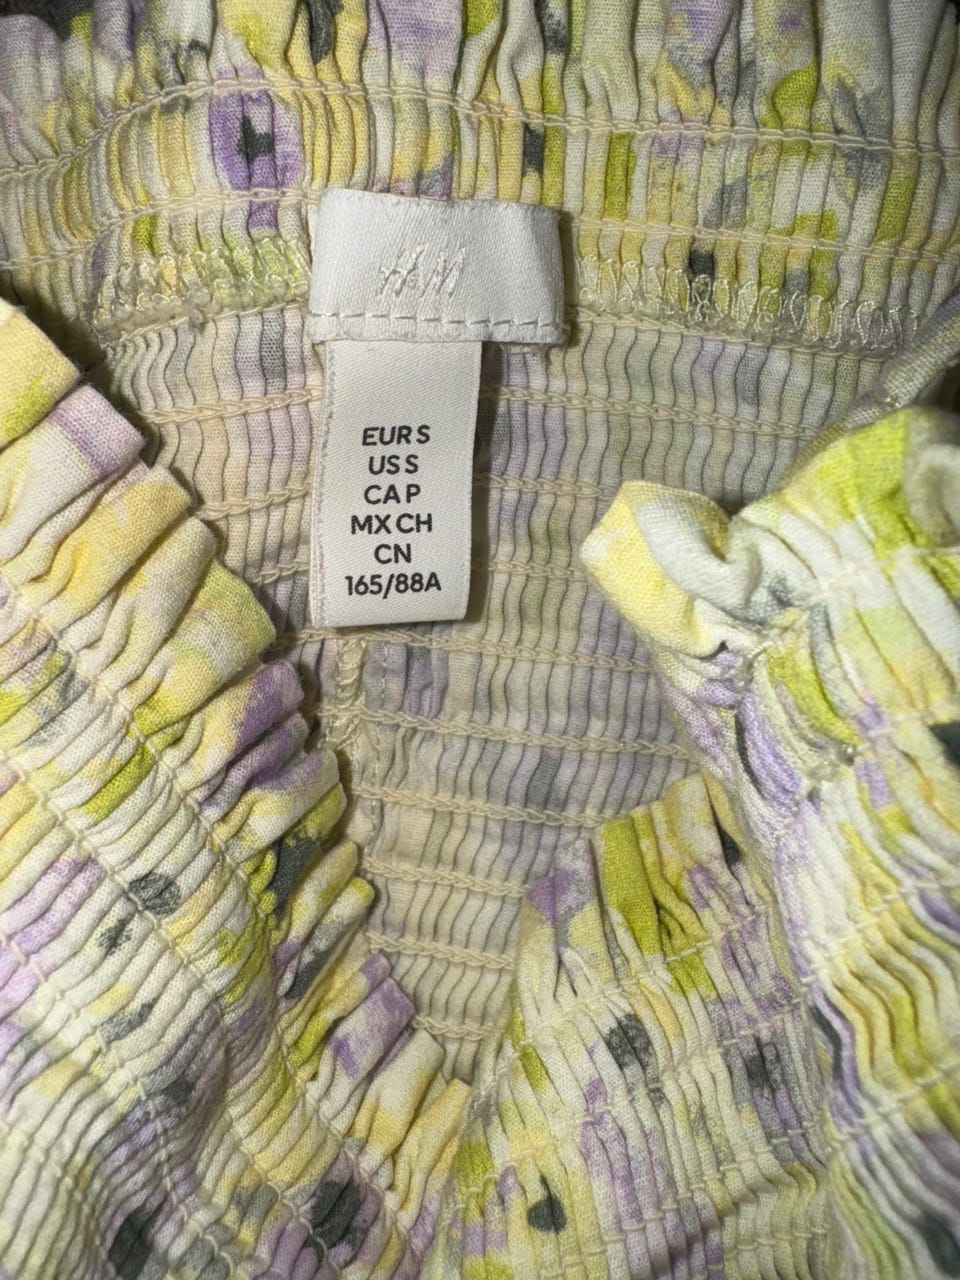 H&M
EUR S
US S
CA P
MX CH
CN
165/88A